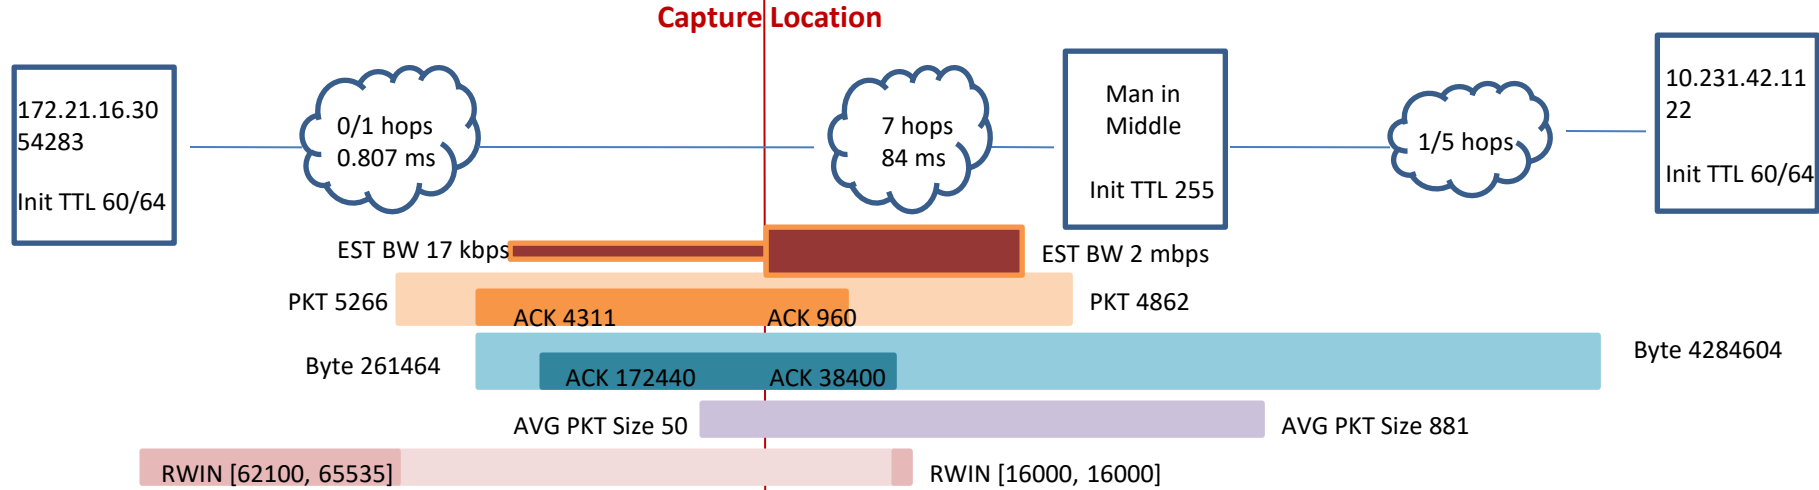 Capture Location
172.21.16.30
54283
Init TTL 60/64
0/1 hops
0.807 ms
7 hops
84 ms
Man in
Middle
Init TTL 255
1/5 hops
10.231.42.11
22
Init TTL 60/64
EST BW 17 kbps
EST BW 2 mbps
PKT 5266
ACK 4311
ACK 960
PKT 4862
Byte 261464
ACK 172440
ACK 38400
Byte 4284604
AVG PKT Size 50
AVG PKT Size 881
RWIN [62100, 65535]
RWIN [16000, 16000]